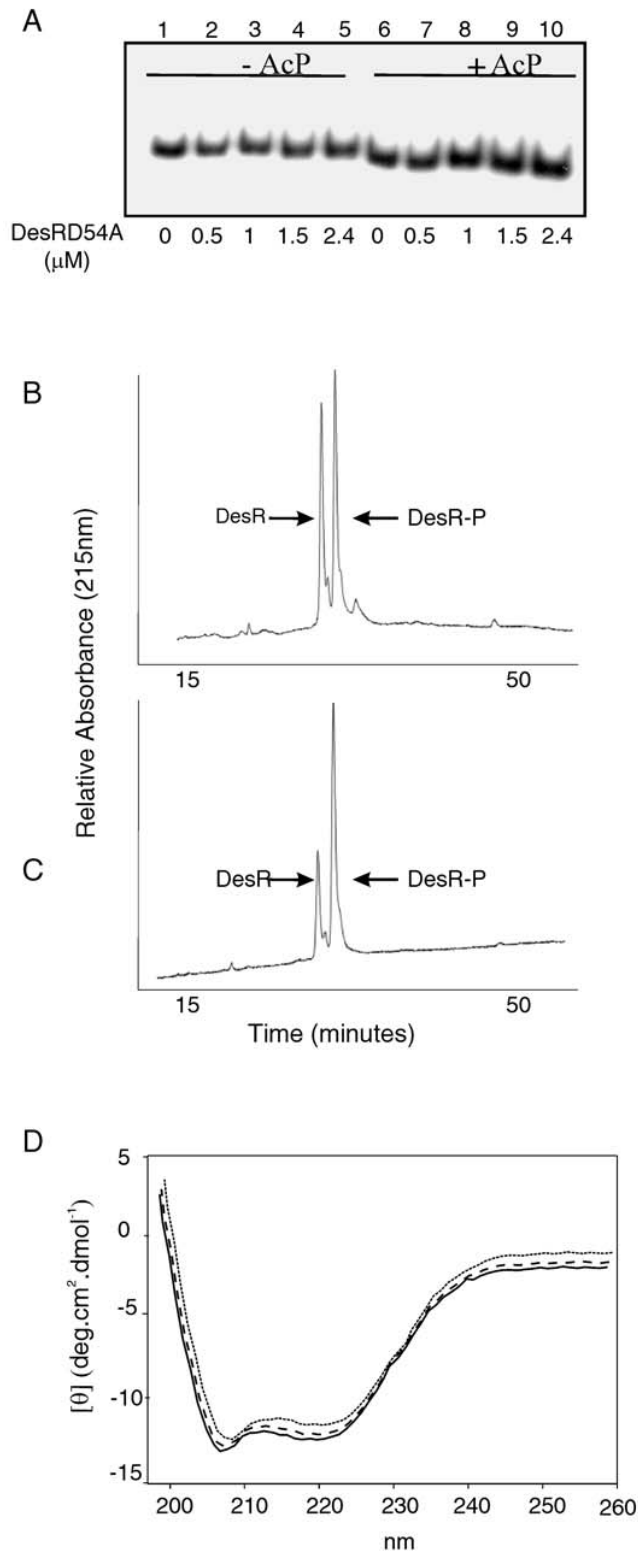 A
1 2 3 4 5 6 7 8 9 10
- AcP + AcP
DesRD54A 0 0.5 1 1.5 2.4 0 0.5 1 1.5 2.4
(μM)
B
DesR DesR-P
15 50
Relative Absorbance (215nm)
C
DesR DesR-P
15 50
Time (minutes)
D
5
0
-5
-10
-15
[θ] (deg.cm².dmol⁻¹)
200 210 220 230 240 250 260
nm